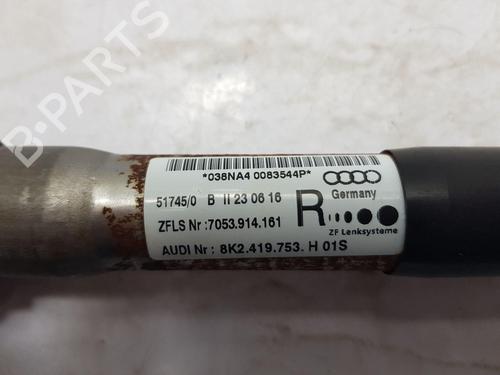 *038NA4 0083544P*
51745/0 B II 23 06 16
R
Germany
ZFLS Nr :7053.914.161
ZF Lenksysteme
AUDI Nr : 8K2.419.753. H 01S
B-PARTS